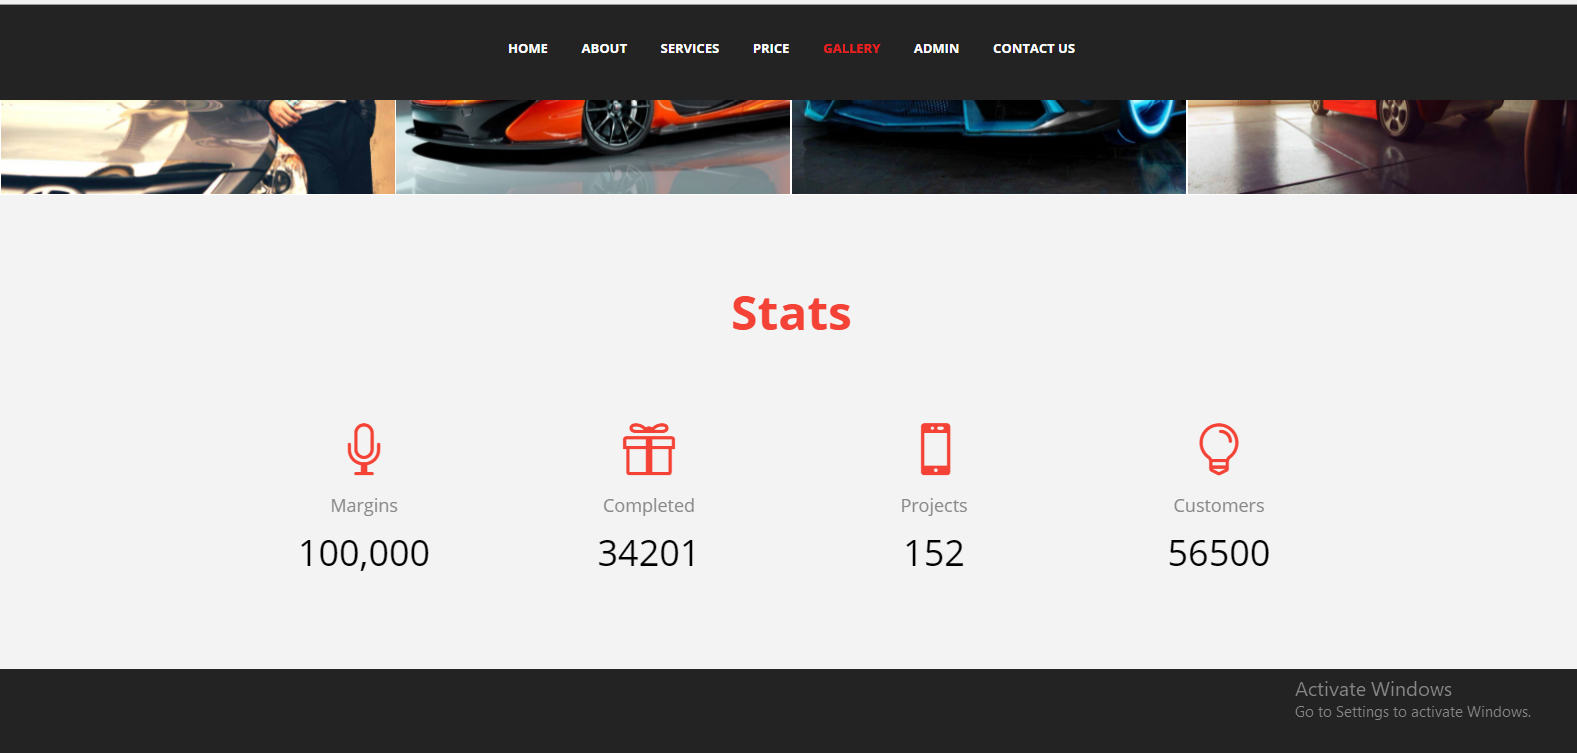 HOME ABOUT SERVICES PRICE GALLERY ADMIN CONTACT US
Stats
Margins Completed Projects Customers
100,000 34201 152 56500
Activate Windows
Go to Settings to activate Windows.